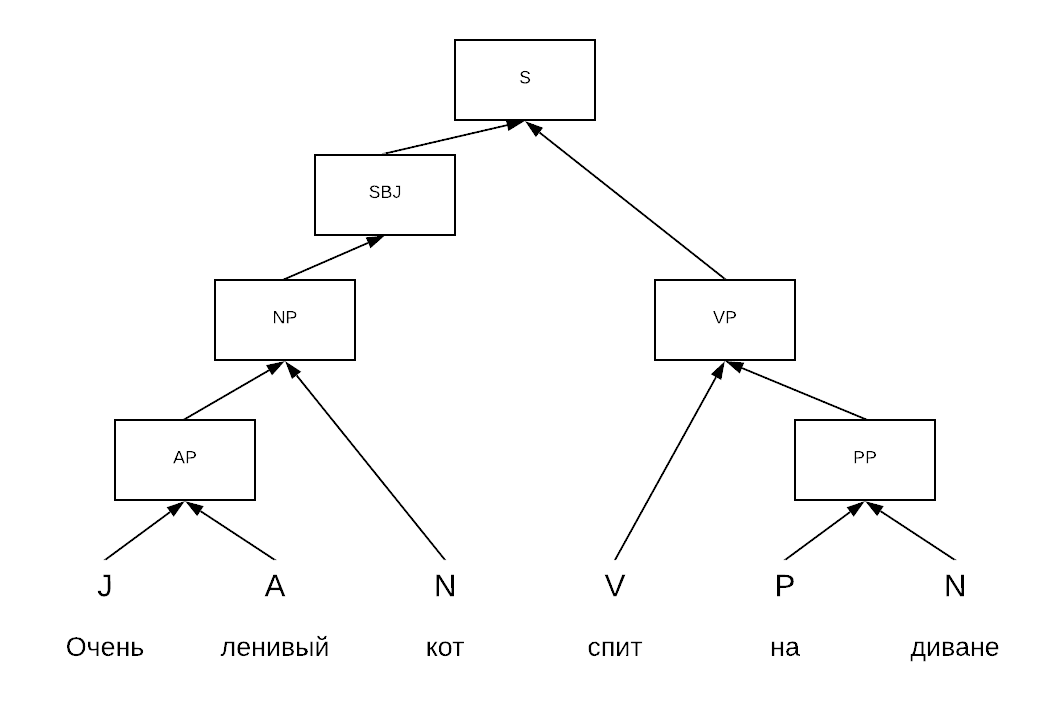 S
SBJ
NP VP
AP PP
J A N V P N
Очень ленивый кот спит на диване